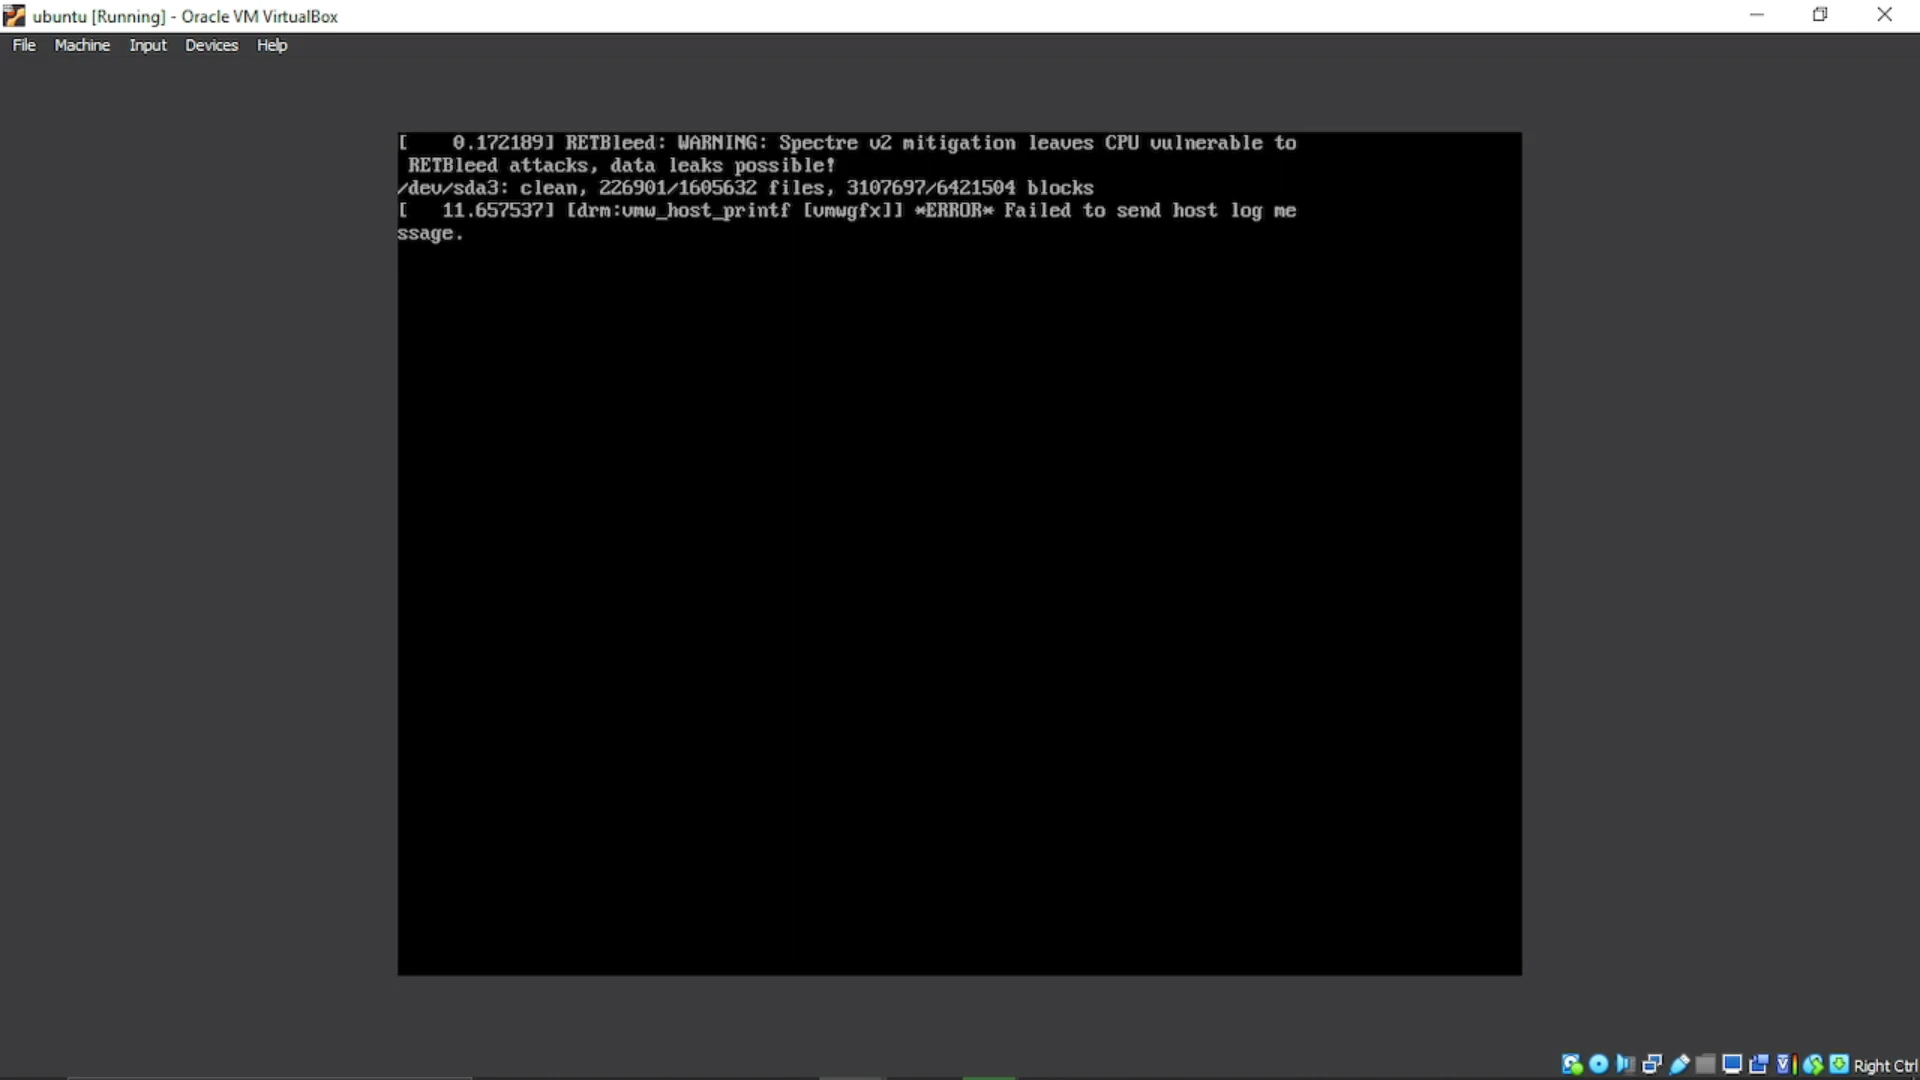 ubuntu [Running] - Oracle VM VirtualBox
File Machine Input Devices Help
[    0.172189] RETBleed: WARNING: Spectre v2 mitigation leaves CPU vulnerable to
 RETBleed attacks, data leaks possible!
/dev/sda3: clean, 226901/1605632 files, 3107697/6421504 blocks
[   11.657537] [drm:vmw_host_printf [vmwgfx]] *ERROR* Failed to send host log me
ssage.
Right Ctrl